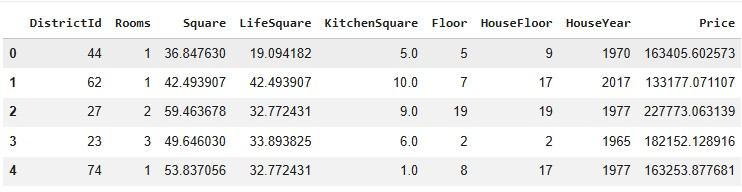 DistrictId Rooms Square LifeSquare KitchenSquare Floor HouseFloor HouseYear Price
0 44 1 36.847630 19.094182 5.0 5 9 1970 163405.602573
1 62 1 42.493907 42.493907 10.0 7 17 2017 133177.071107
2 27 2 59.463678 32.772431 9.0 19 19 1977 227773.063139
3 23 3 49.646030 33.893825 6.0 2 2 1965 182152.128916
4 74 1 53.837056 32.772431 1.0 8 17 1977 163253.877681